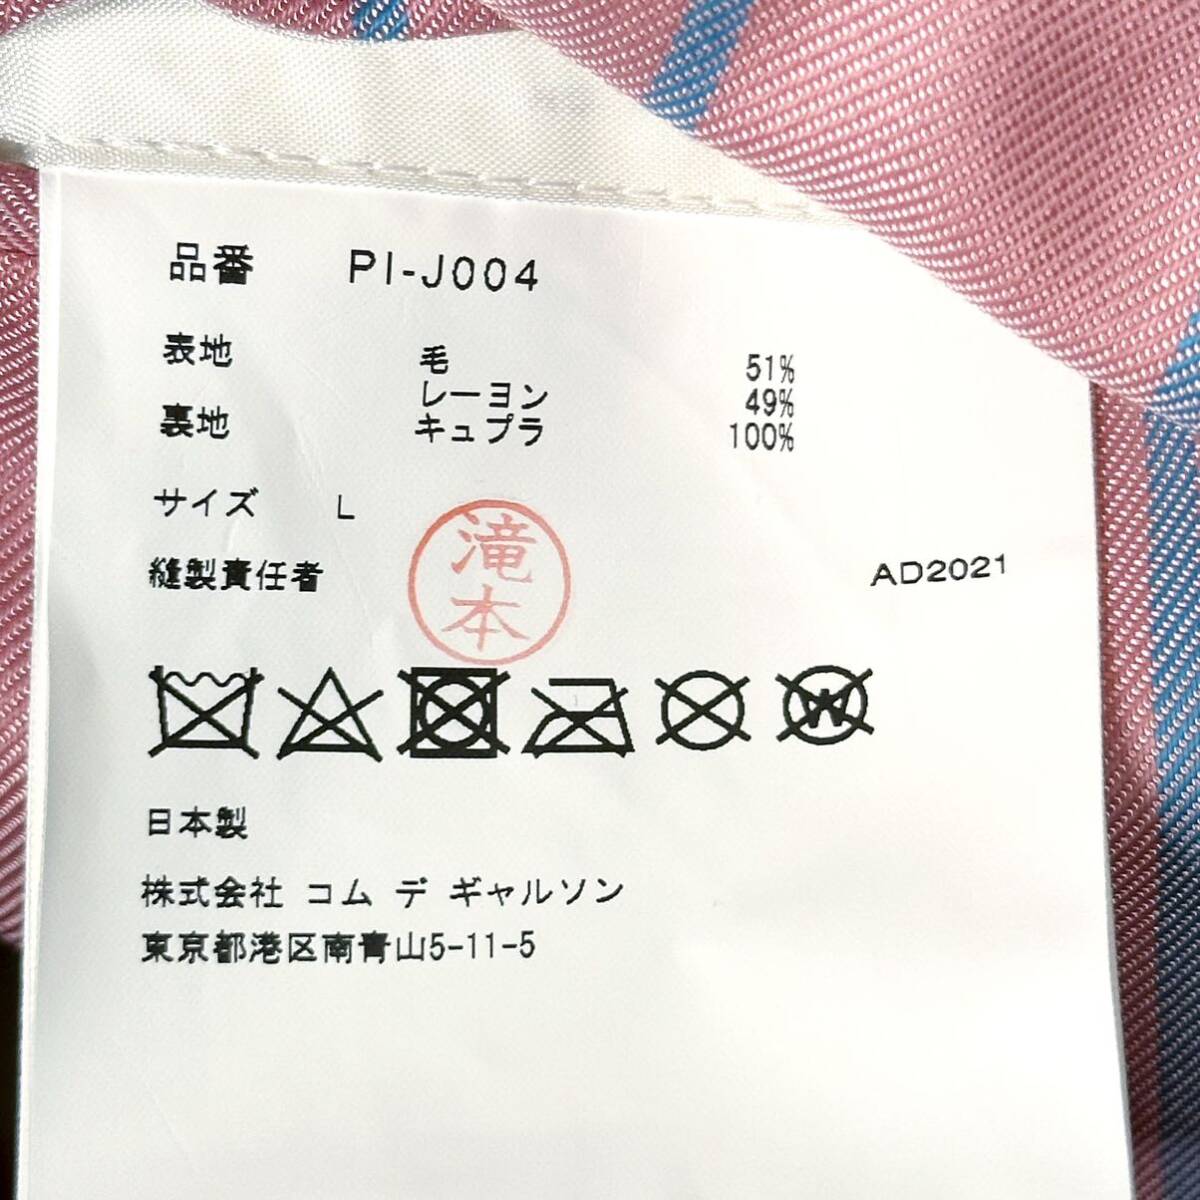 品番 PI-J004
表地 毛 51%
レーヨン 49%
裏地 キュプラ 100%
サイズ L
縫製責任者 滝本 AD2021
W
日本製
株式会社 コム デ ギャルソン
東京都港区南青山5-11-5